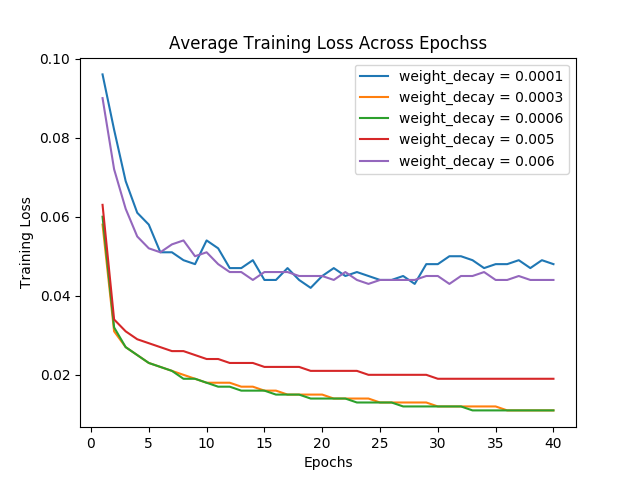 Average Training Loss Across Epochss
0.10
0.08
0.06
0.04
0.02
Training Loss
weight_decay = 0.0001
weight_decay = 0.0003
weight_decay = 0.0006
weight_decay = 0.005
weight_decay = 0.006
0 5 10 15 20 25 30 35 40
Epochs